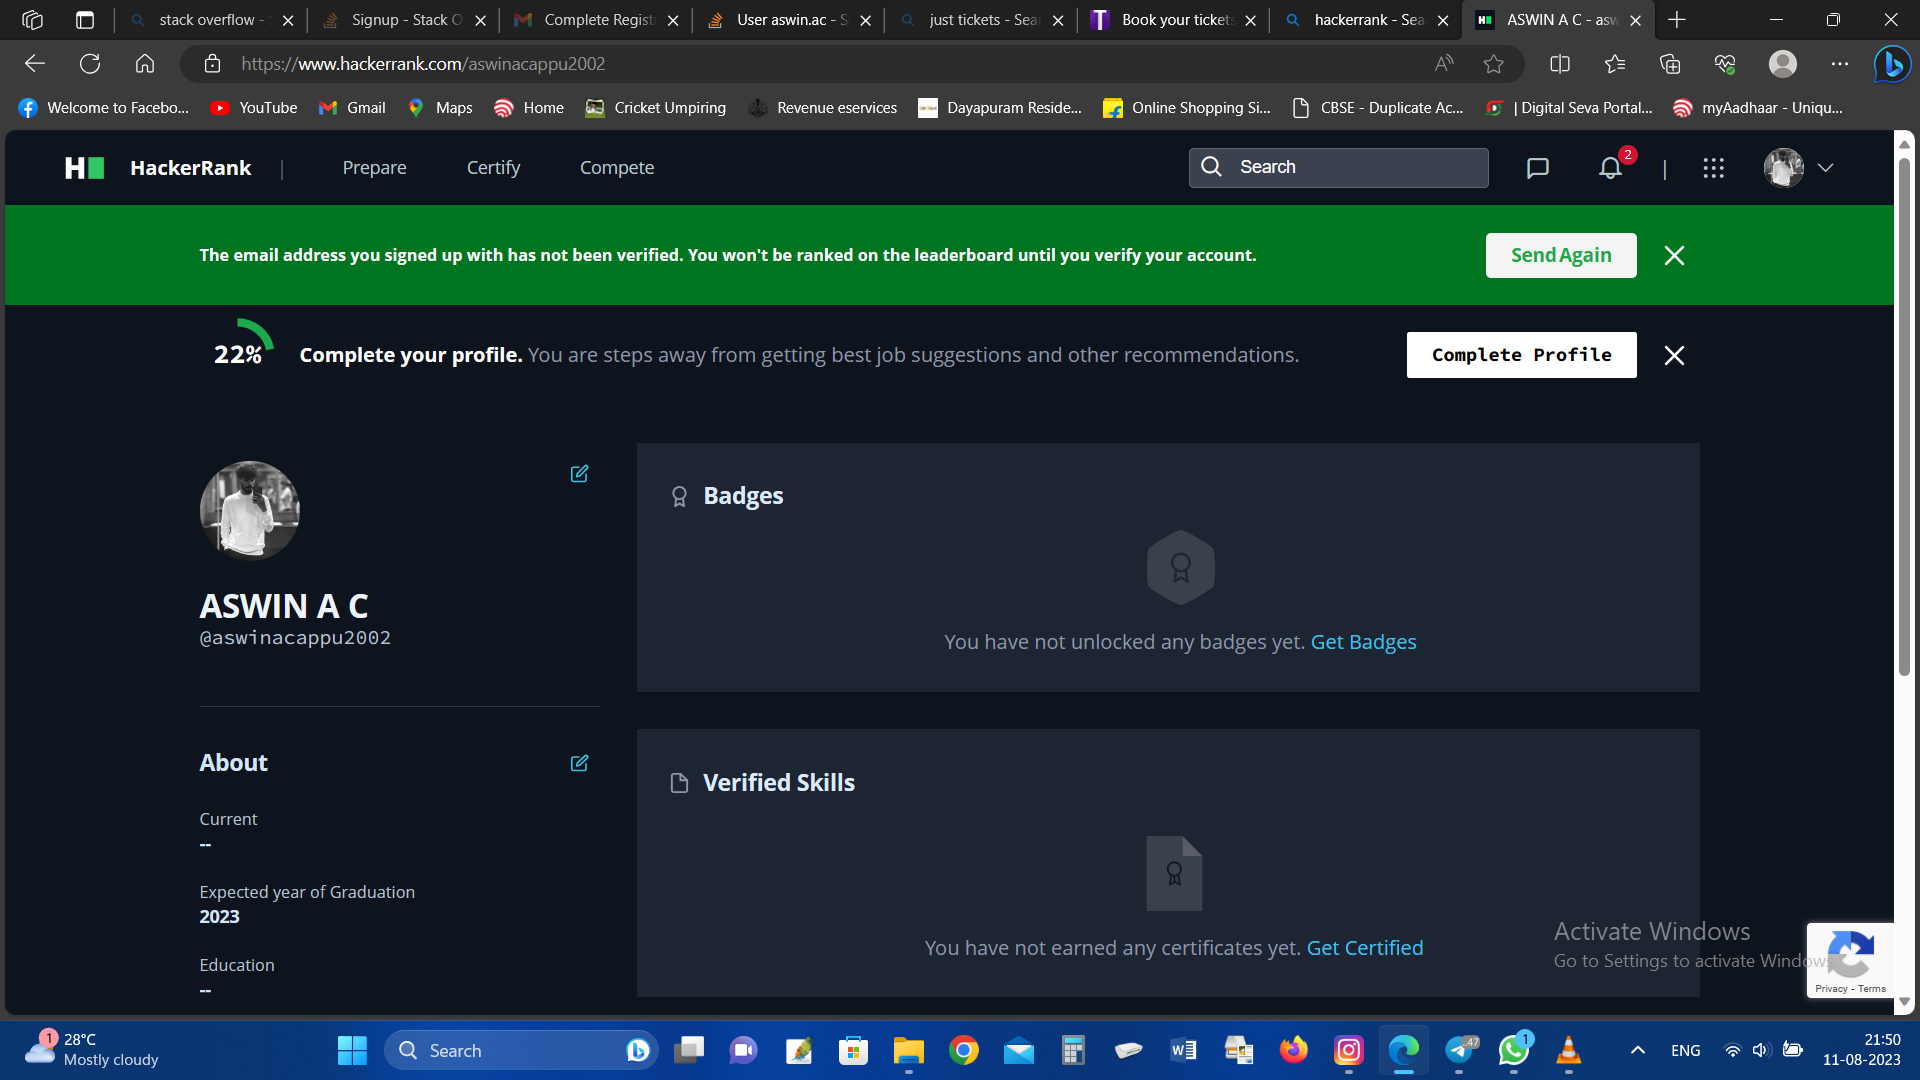 stack overflow -
Signup - Stack O
Complete Regist
User aswin.ac - S
just tickets - Sea
Book your tickets
hackerrank - Sea
ASWIN A C - asw
https://www.hackerrank.com/aswinacappu2002
Welcome to Facebo...
YouTube
Gmail
Maps
Home
Cricket Umpiring
Revenue eservices
Dayapuram Reside...
Online Shopping Si...
CBSE - Duplicate Ac...
| Digital Seva Portal...
myAadhaar - Uniqu...
HackerRank |
Prepare
Certify
Compete
Search
2
|
The email address you signed up with has not been verified. You won't be ranked on the leaderboard until you verify your account.
Send Again
22%
Complete your profile. You are steps away from getting best job suggestions and other recommendations.
Complete Profile
ASWIN A C
@aswinacappu2002
Badges
You have not unlocked any badges yet. Get Badges
About
Current
--
Expected year of Graduation
2023
Education
--
Verified Skills
You have not earned any certificates yet. Get Certified
Activate Windows
Go to Settings to activate Windows
Privacy - Terms
1
28°C
Mostly cloudy
Search
47
1
ENG
21:50
11-08-2023